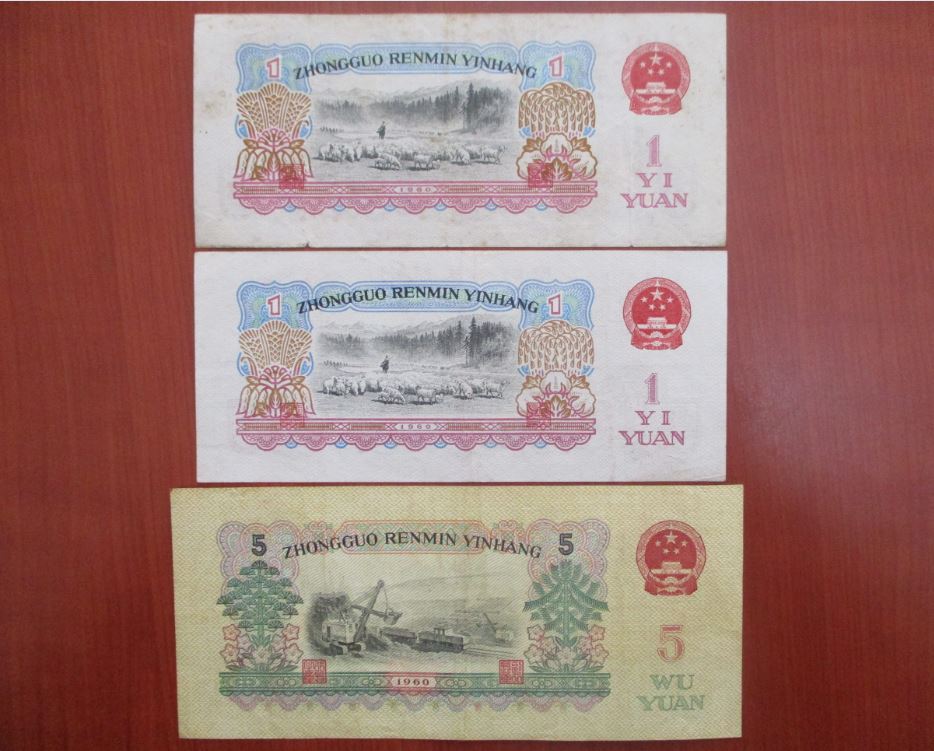 1 ZHONGGUO RENMIN YINHANG 1
1
YI
YUAN
1960
1 ZHONGGUO RENMIN YINHANG 1
1
YI
YUAN
1960
5 ZHONGGUO RENMIN YINHANG 5
5
WU
YUAN
1960